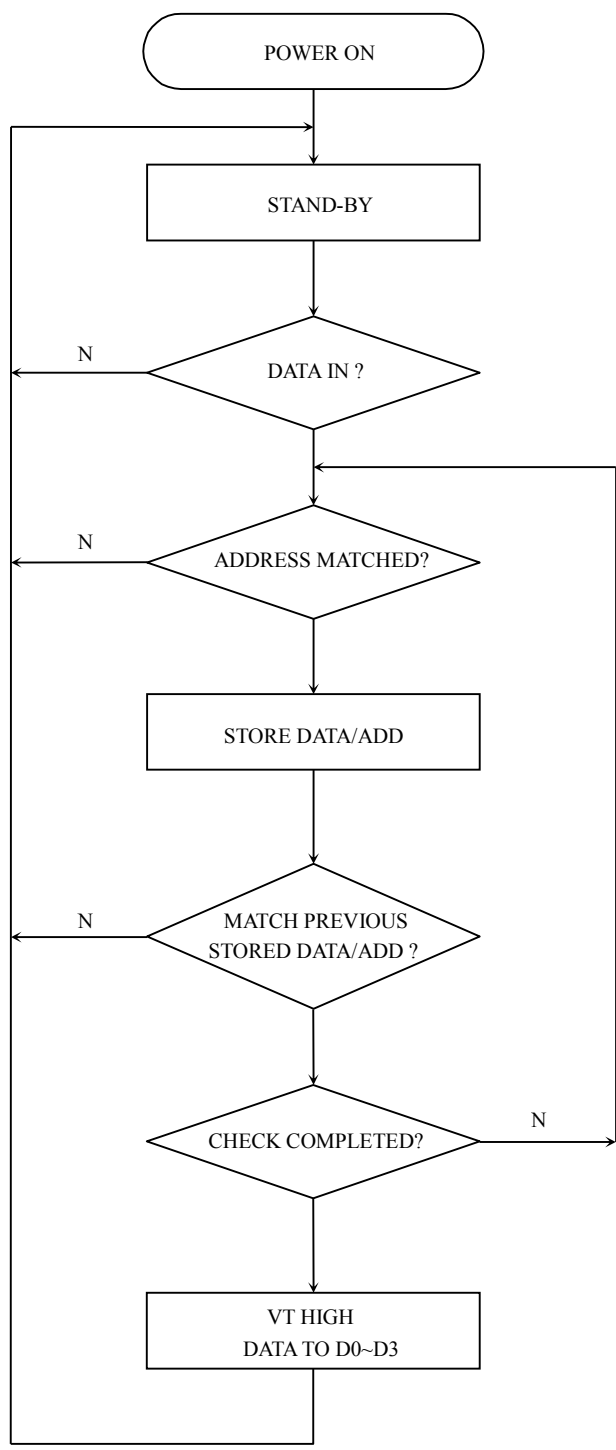 POWER ON
STAND-BY
N
DATA IN ?
N
ADDRESS MATCHED?
STORE DATA/ADD
N
MATCH PREVIOUS
STORED DATA/ADD ?
CHECK COMPLETED?
N
VT HIGH
DATA TO D0~D3